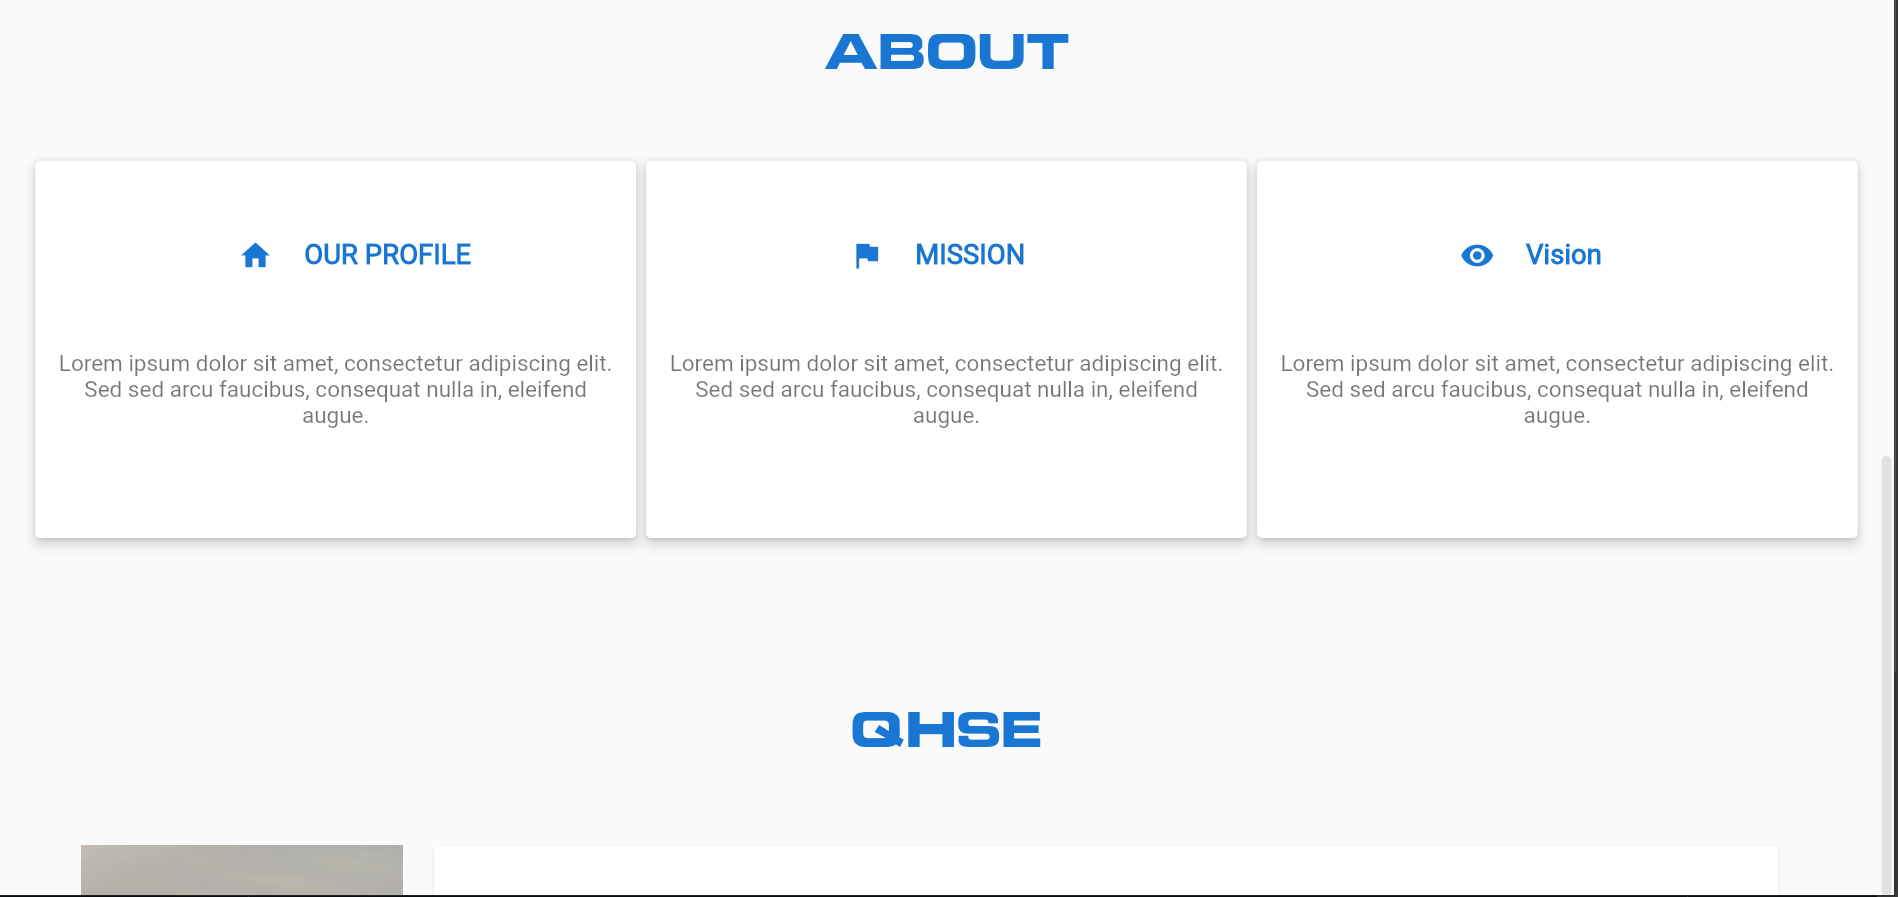 ABOUT
OUR PROFILE
Lorem ipsum dolor sit amet, consectetur adipiscing elit.
Sed sed arcu faucibus, consequat nulla in, eleifend
augue.
MISSION
Lorem ipsum dolor sit amet, consectetur adipiscing elit.
Sed sed arcu faucibus, consequat nulla in, eleifend
augue.
Vision
Lorem ipsum dolor sit amet, consectetur adipiscing elit.
Sed sed arcu faucibus, consequat nulla in, eleifend
augue.
QHSE